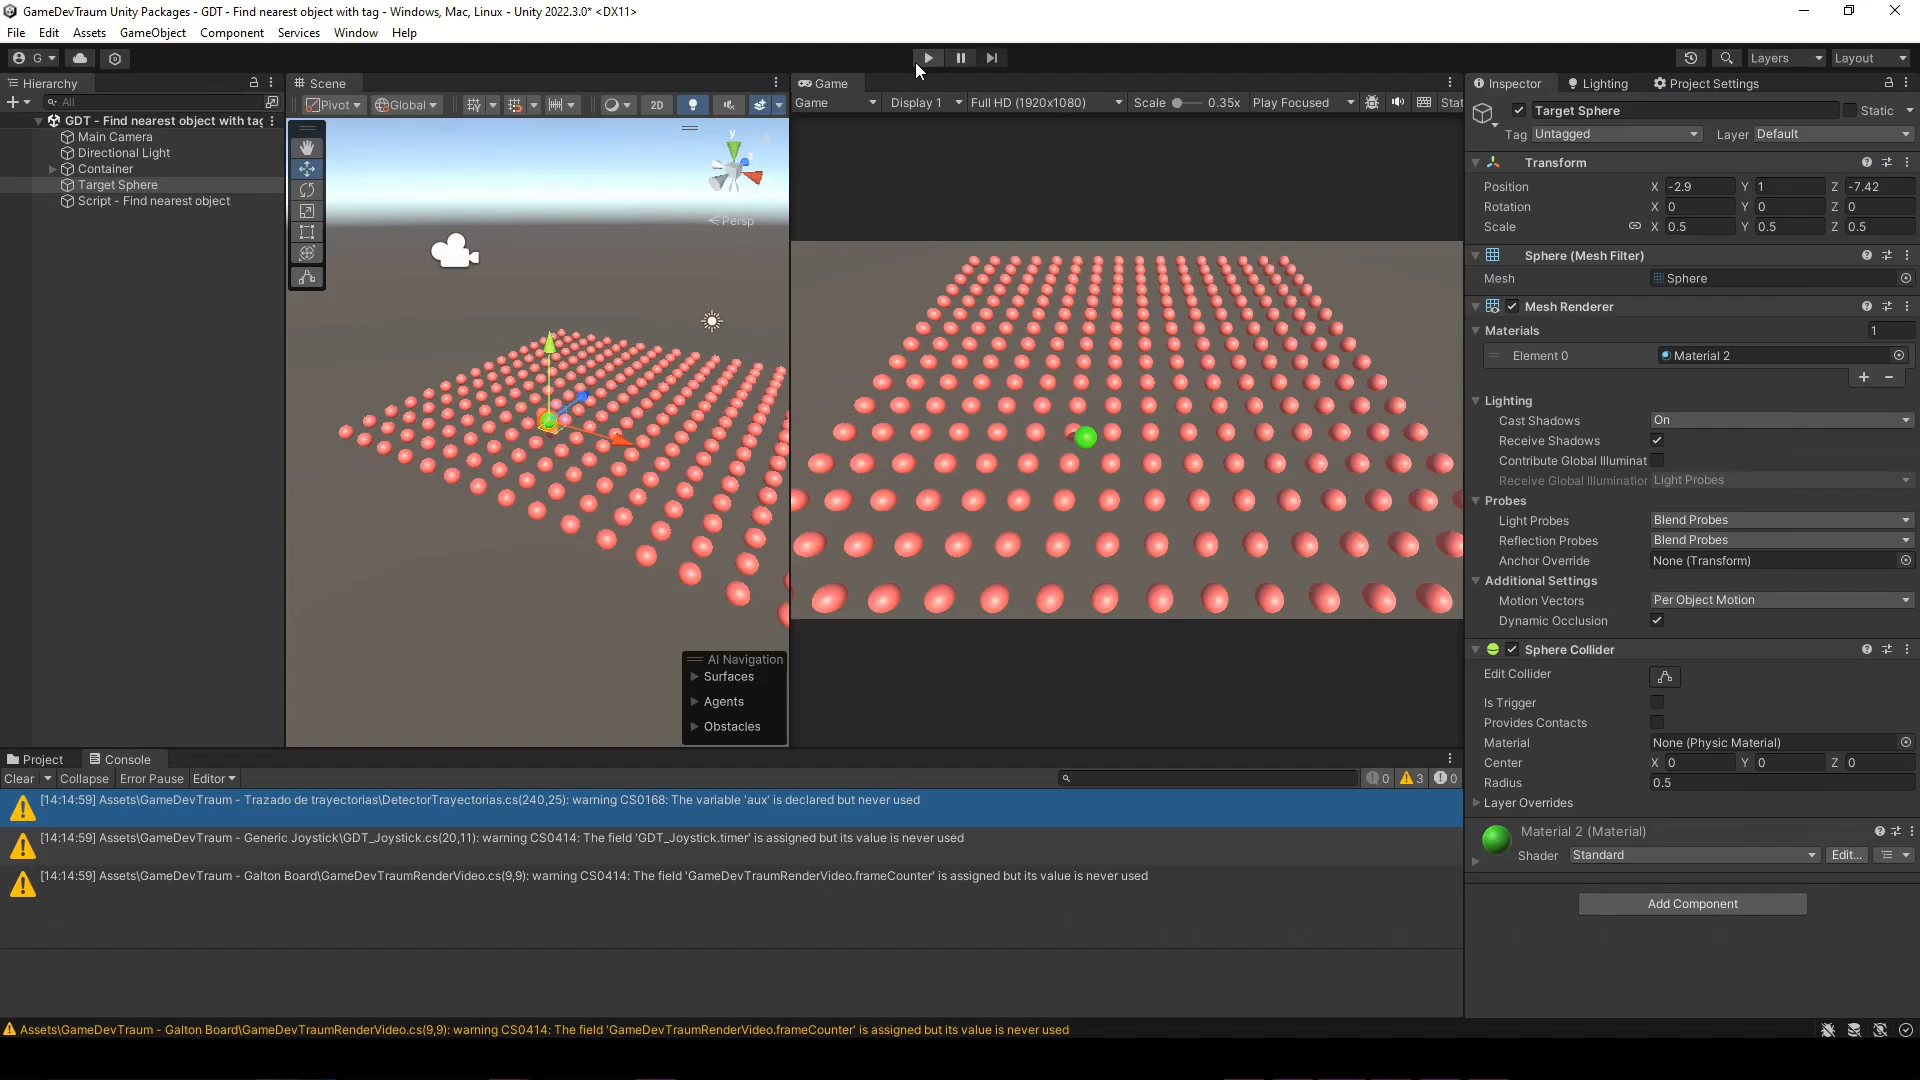 GameDevTraum Unity Packages - GDT - Find nearest object with tag - Windows, Mac, Linux - Unity 2022.3.0* <DX11>
File Edit Assets GameObject Component Services Window Help
G Layers Layout
Hierarchy
All
GDT - Find nearest object with tag
Main Camera
Directional Light
Container
Target Sphere
Script - Find nearest object
Scene
Pivot Global 2D
y
z
Persp
AI Navigation
Surfaces
Agents
Obstacles
Game
Game Display 1 Full HD (1920x1080) Scale 0.35x Play Focused Stat
Inspector Lighting Project Settings
Target Sphere Static
Tag Untagged Layer Default
Transform
Position X -2.9 Y 1 Z -7.42
Rotation X 0 Y 0 Z 0
Scale X 0.5 Y 0.5 Z 0.5
Sphere (Mesh Filter)
Mesh Sphere
Mesh Renderer
Materials 1
Element 0 Material 2
Lighting
Cast Shadows On
Receive Shadows
Contribute Global Illuminat
Receive Global Illumination Light Probes
Probes
Light Probes Blend Probes
Reflection Probes Blend Probes
Anchor Override None (Transform)
Additional Settings
Motion Vectors Per Object Motion
Dynamic Occlusion
Sphere Collider
Edit Collider
Is Trigger
Provides Contacts
Material None (Physic Material)
Center X 0 Y 0 Z 0
Radius 0.5
Layer Overrides
Material 2 (Material)
Shader Standard Edit...
Add Component
Project Console
Clear Collapse Error Pause Editor 0 3 0
[14:14:59] Assets\GameDevTraum - Trazado de trayectorias\DetectorTrayectorias.cs(240,25): warning CS0168: The variable 'aux' is declared but never used
[14:14:59] Assets\GameDevTraum - Generic Joystick\GDT_Joystick.cs(20,11): warning CS0414: The field 'GDT_Joystick.timer' is assigned but its value is never used
[14:14:59] Assets\GameDevTraum - Galton Board\GameDevTraumRenderVideo.cs(9,9): warning CS0414: The field 'GameDevTraumRenderVideo.frameCounter' is assigned but its value is never used
Assets\GameDevTraum - Galton Board\GameDevTraumRenderVideo.cs(9,9): warning CS0414: The field 'GameDevTraumRenderVideo.frameCounter' is assigned but its value is never used